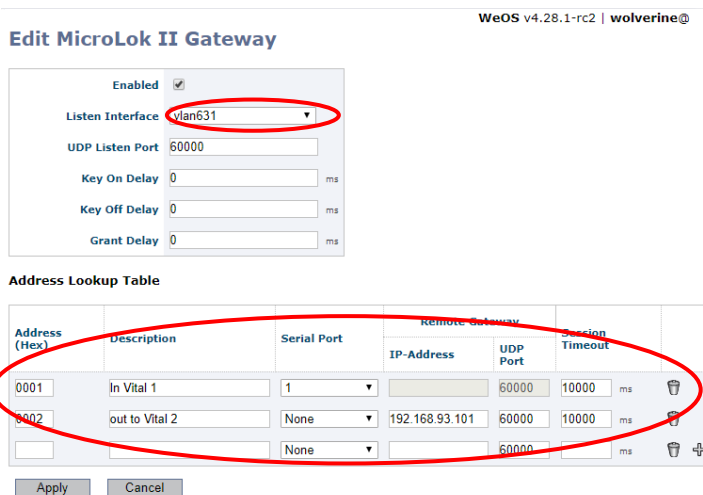 WeOS v4.28.1-rc2 | wolverine@
Edit MicroLok II Gateway
Enabled
Listen Interface vlan631
UDP Listen Port 60000
Key On Delay 0 ms
Key Off Delay 0 ms
Grant Delay 0 ms
Address Lookup Table
Address (Hex) Description Serial Port Remote Gateway IP-Address UDP Port Session Timeout
0001 In Vital 1 1 60000 10000 ms
0002 out to Vital 2 None 192.168.93.101 60000 10000 ms
None 60000 ms
Apply Cancel